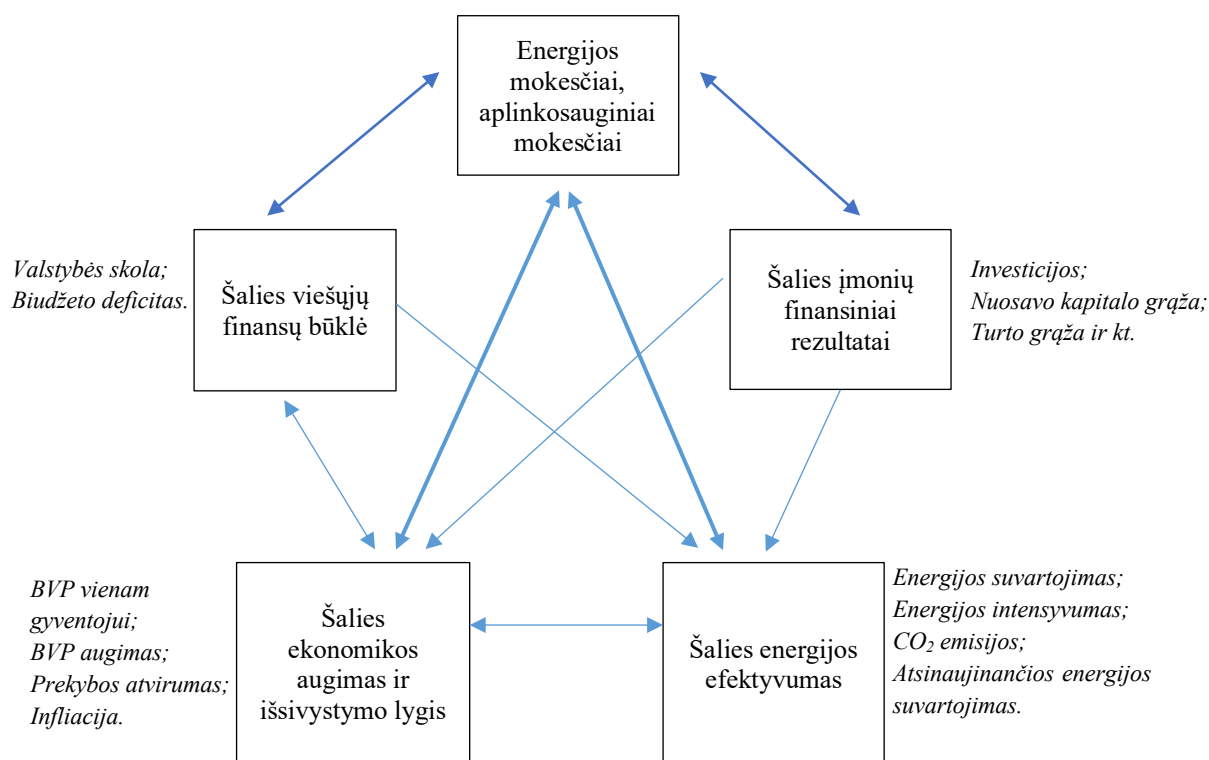 Energijos
mokesčiai,
aplinkosauginiai
mokesčiai
Valstybės skola;
Biudžeto deficitas.
Šalies viešųjų
finansų būklė
Šalies įmonių
finansiniai
rezultatai
Investicijos;
Nuosavo kapitalo grąža;
Turto grąža ir kt.
BVP vienam
gyventojui;
BVP augimas;
Prekybos atvirumas;
Infliacija.
Šalies
ekonomikos
augimas ir
išsivystymo lygis
Šalies energijos
efektyvumas
Energijos suvartojimas;
Energijos intensyvumas;
CO₂ emisijos;
Atsinaujinančios energijos
suvartojimas.